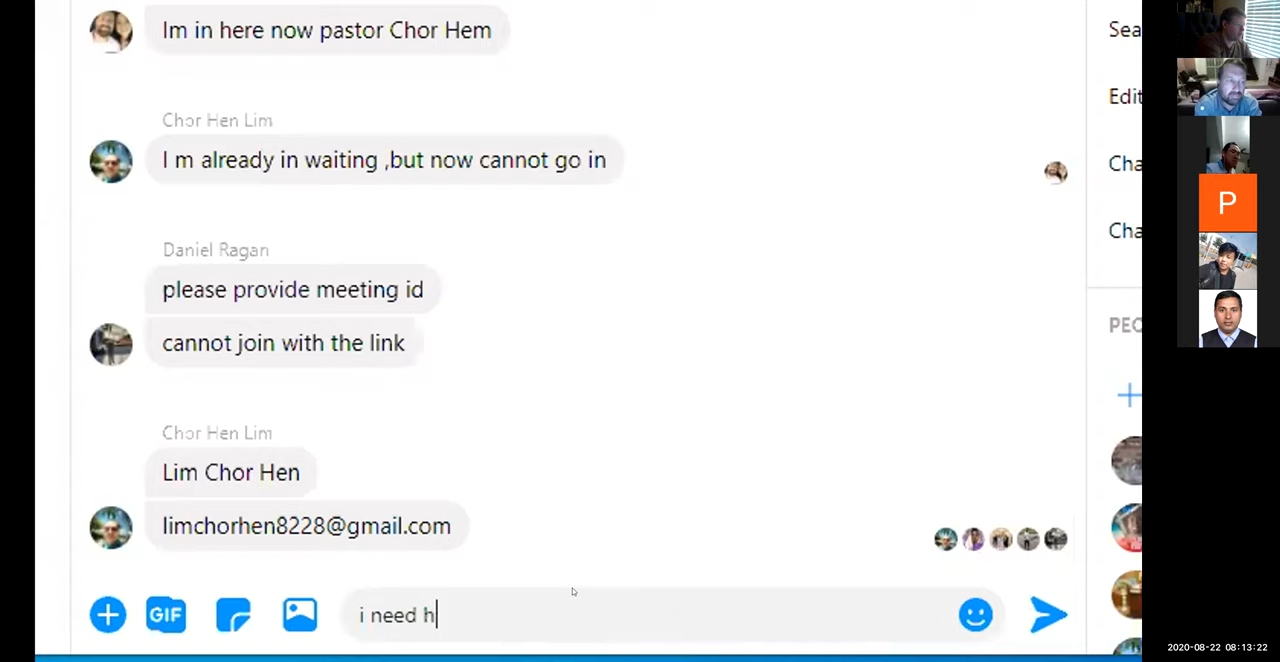 Im in here now pastor Chor Hem
Chor Hen Lim
I m already in waiting ,but now cannot go in
Daniel Ragan
please provide meeting id
cannot join with the link
Chor Hen Lim
Lim Chor Hen
limchorhen8228@gmail.com
GIF
i need h
Sea
Edit
Cha
Cha
PEO
P
2020-08-22 08:13:22